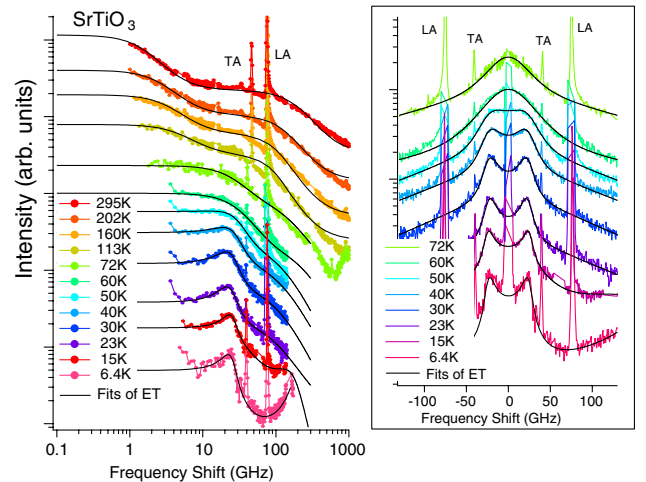 SrTiO3
TA
LA
Intensity (arb. units)
295K
202K
160K
113K
72K
60K
50K
40K
30K
23K
15K
6.4K
Fits of ET
0.1
1
10
100
1000
Frequency Shift (GHz)
LA
TA
TA
LA
72K
60K
50K
40K
30K
23K
15K
6.4K
Fits of ET
-100
-50
0
50
100
Frequency Shift (GHz)